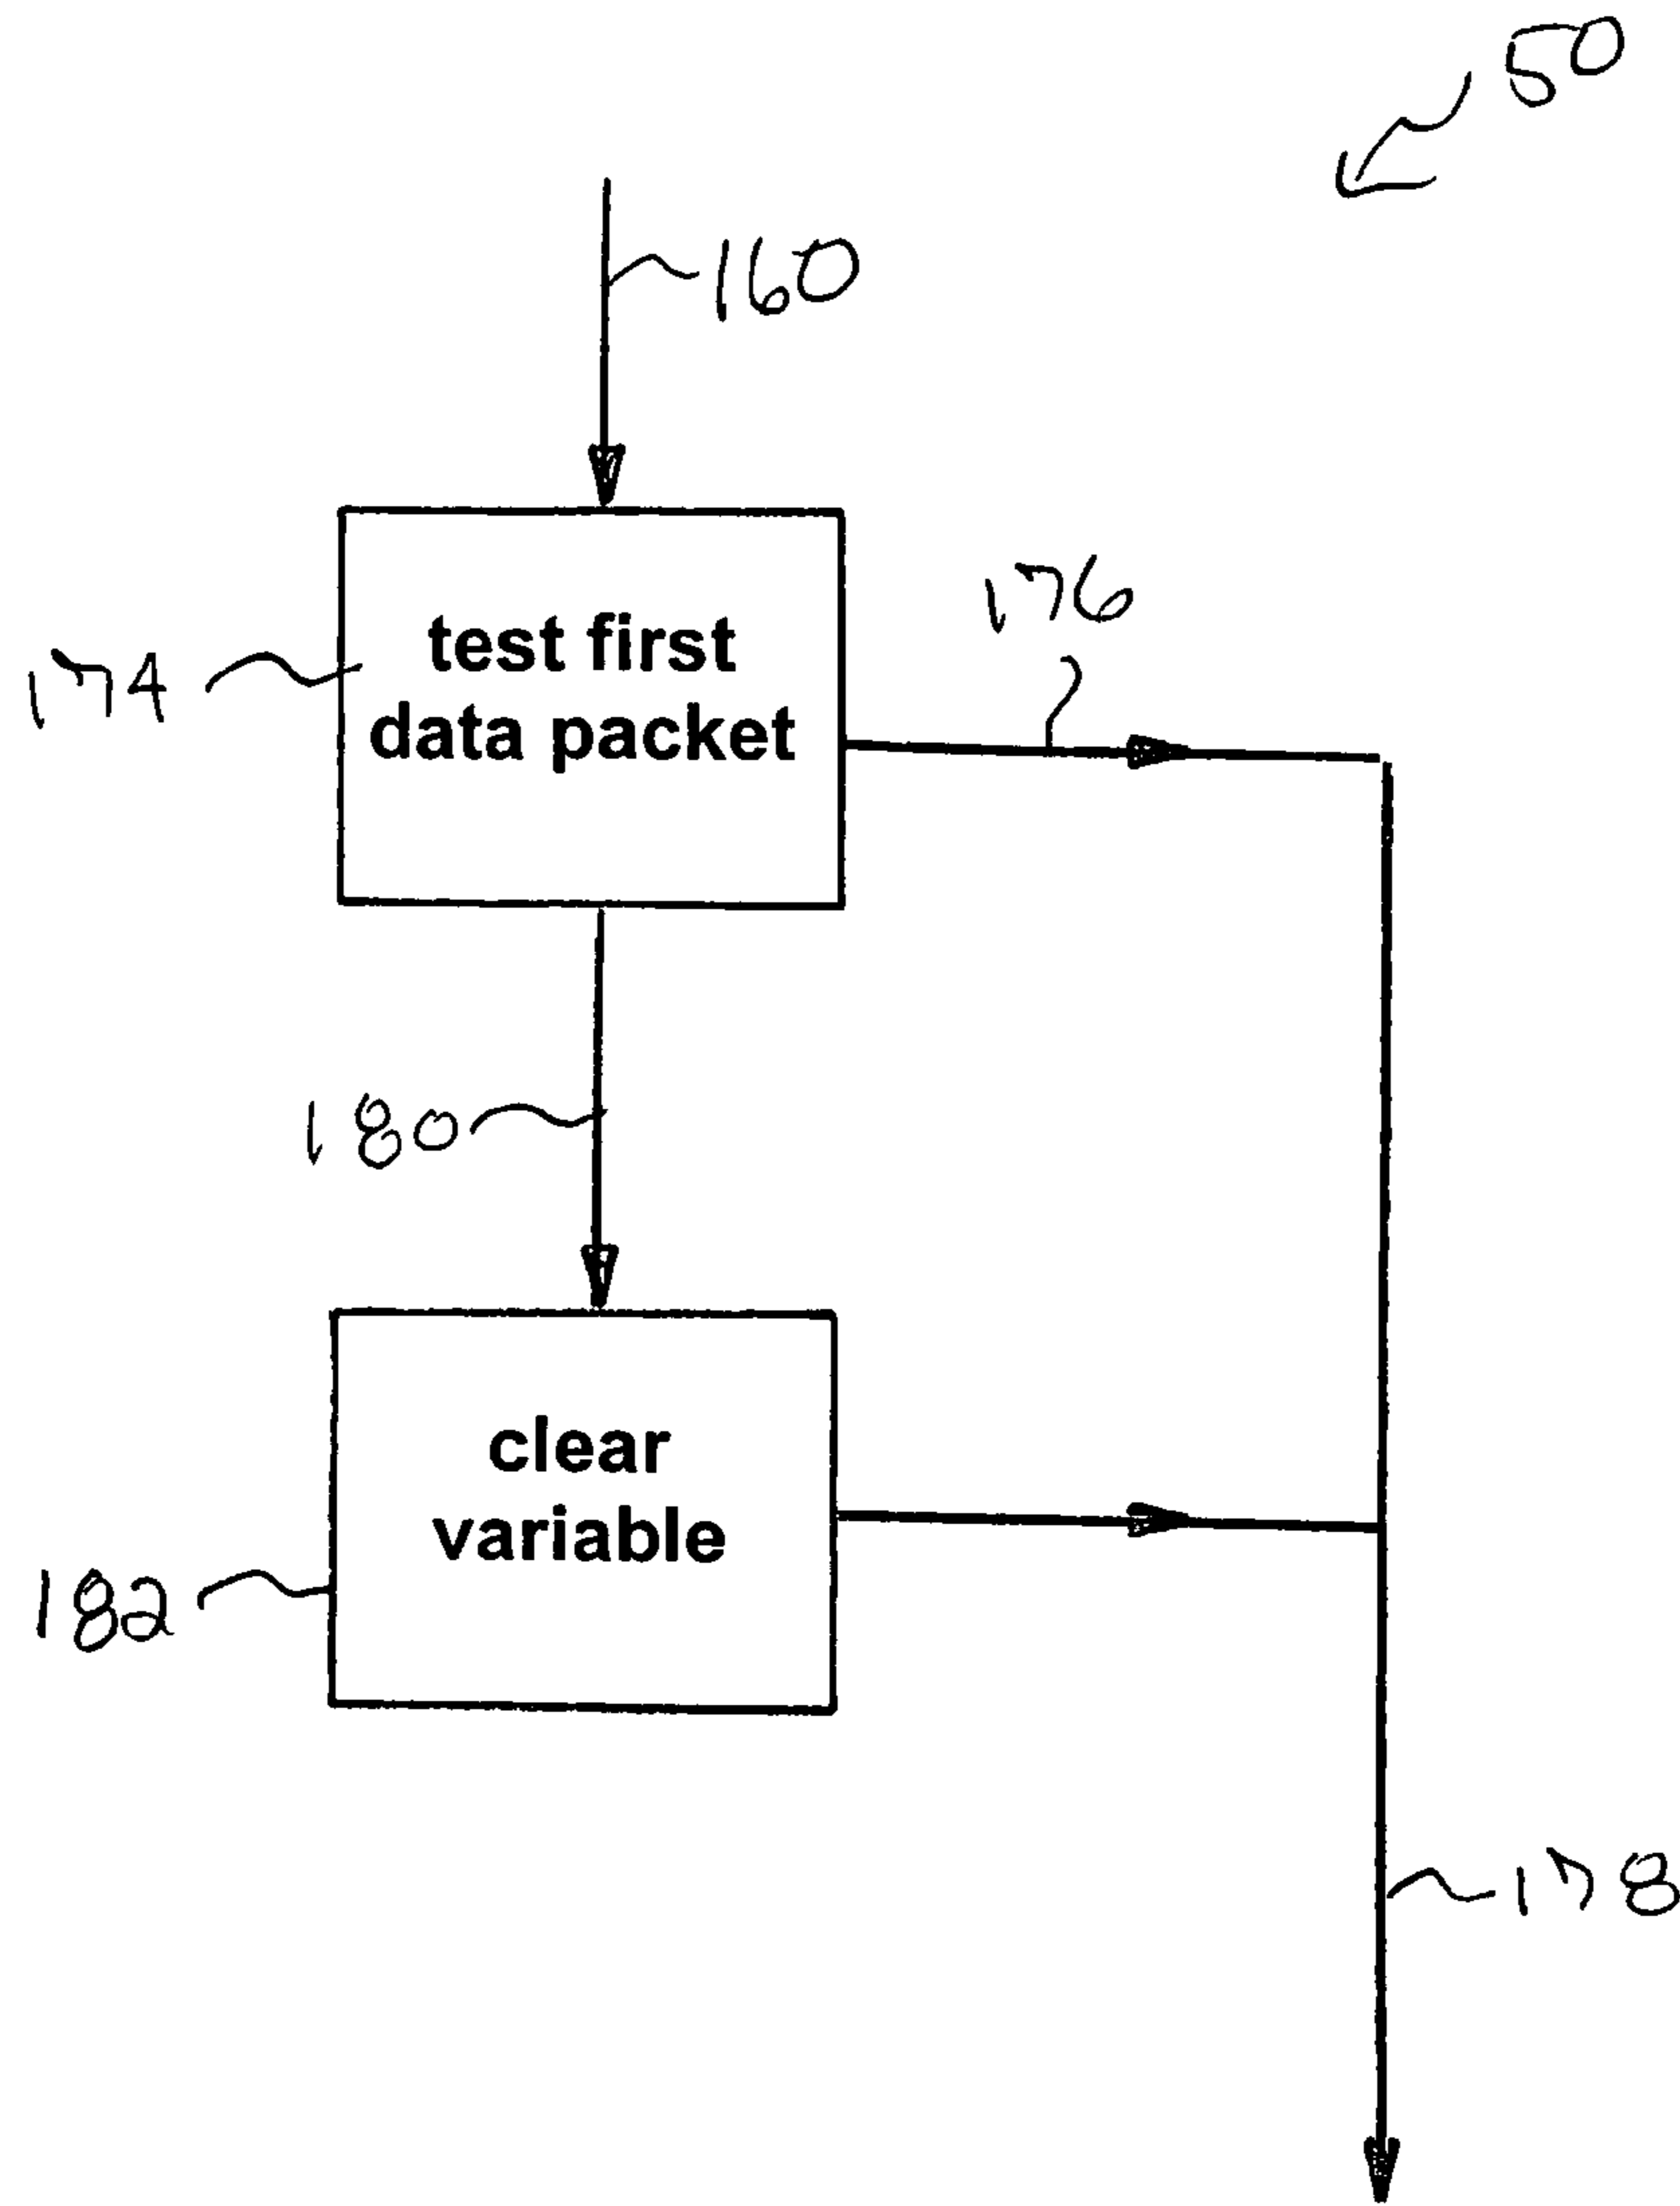 50
160
test first
data packet
174
176
180
clear
variable
182
178